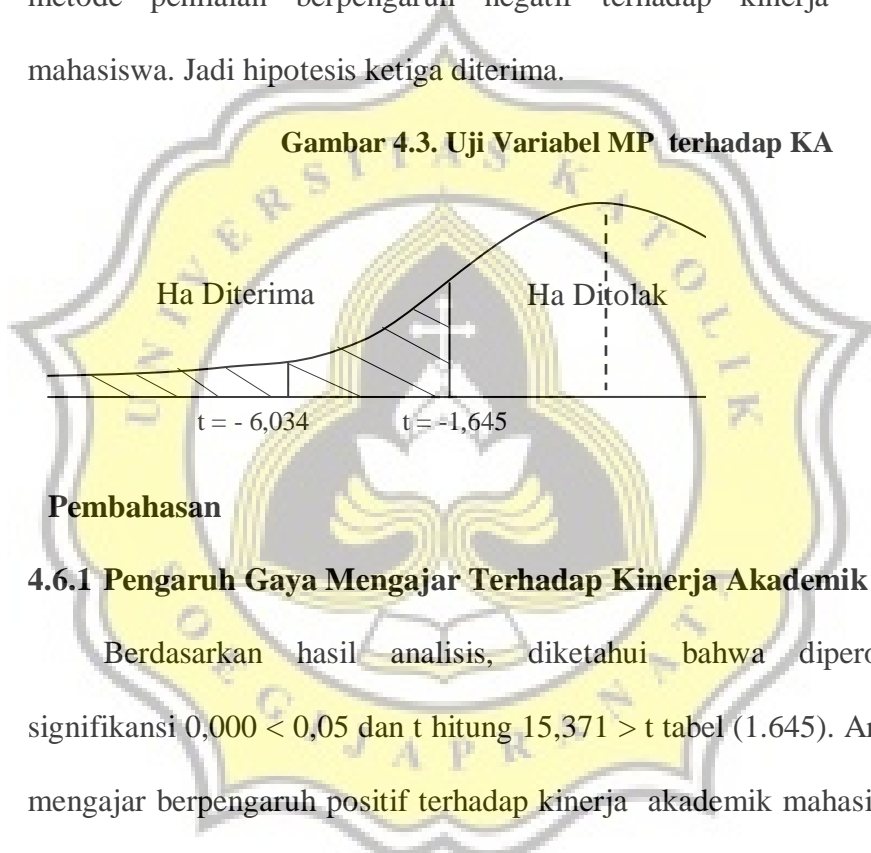 metode penilaian berpengaruh negatif terhadap kinerja
mahasiswa. Jadi hipotesis ketiga diterima.
Gambar 4.3. Uji Variabel MP terhadap KA
Ha Diterima
Ha Ditolak
t = - 6,034
t = -1,645
Pembahasan
4.6.1 Pengaruh Gaya Mengajar Terhadap Kinerja Akademik
Berdasarkan hasil analisis, diketahui bahwa
signifikansi 0,000 < 0,05 dan t hitung 15,371 > t tabel (1.645).
mengajar berpengaruh positif terhadap kinerja akademik
UNIVERSITAS KATOLIK
SOEGIJAPRANATA